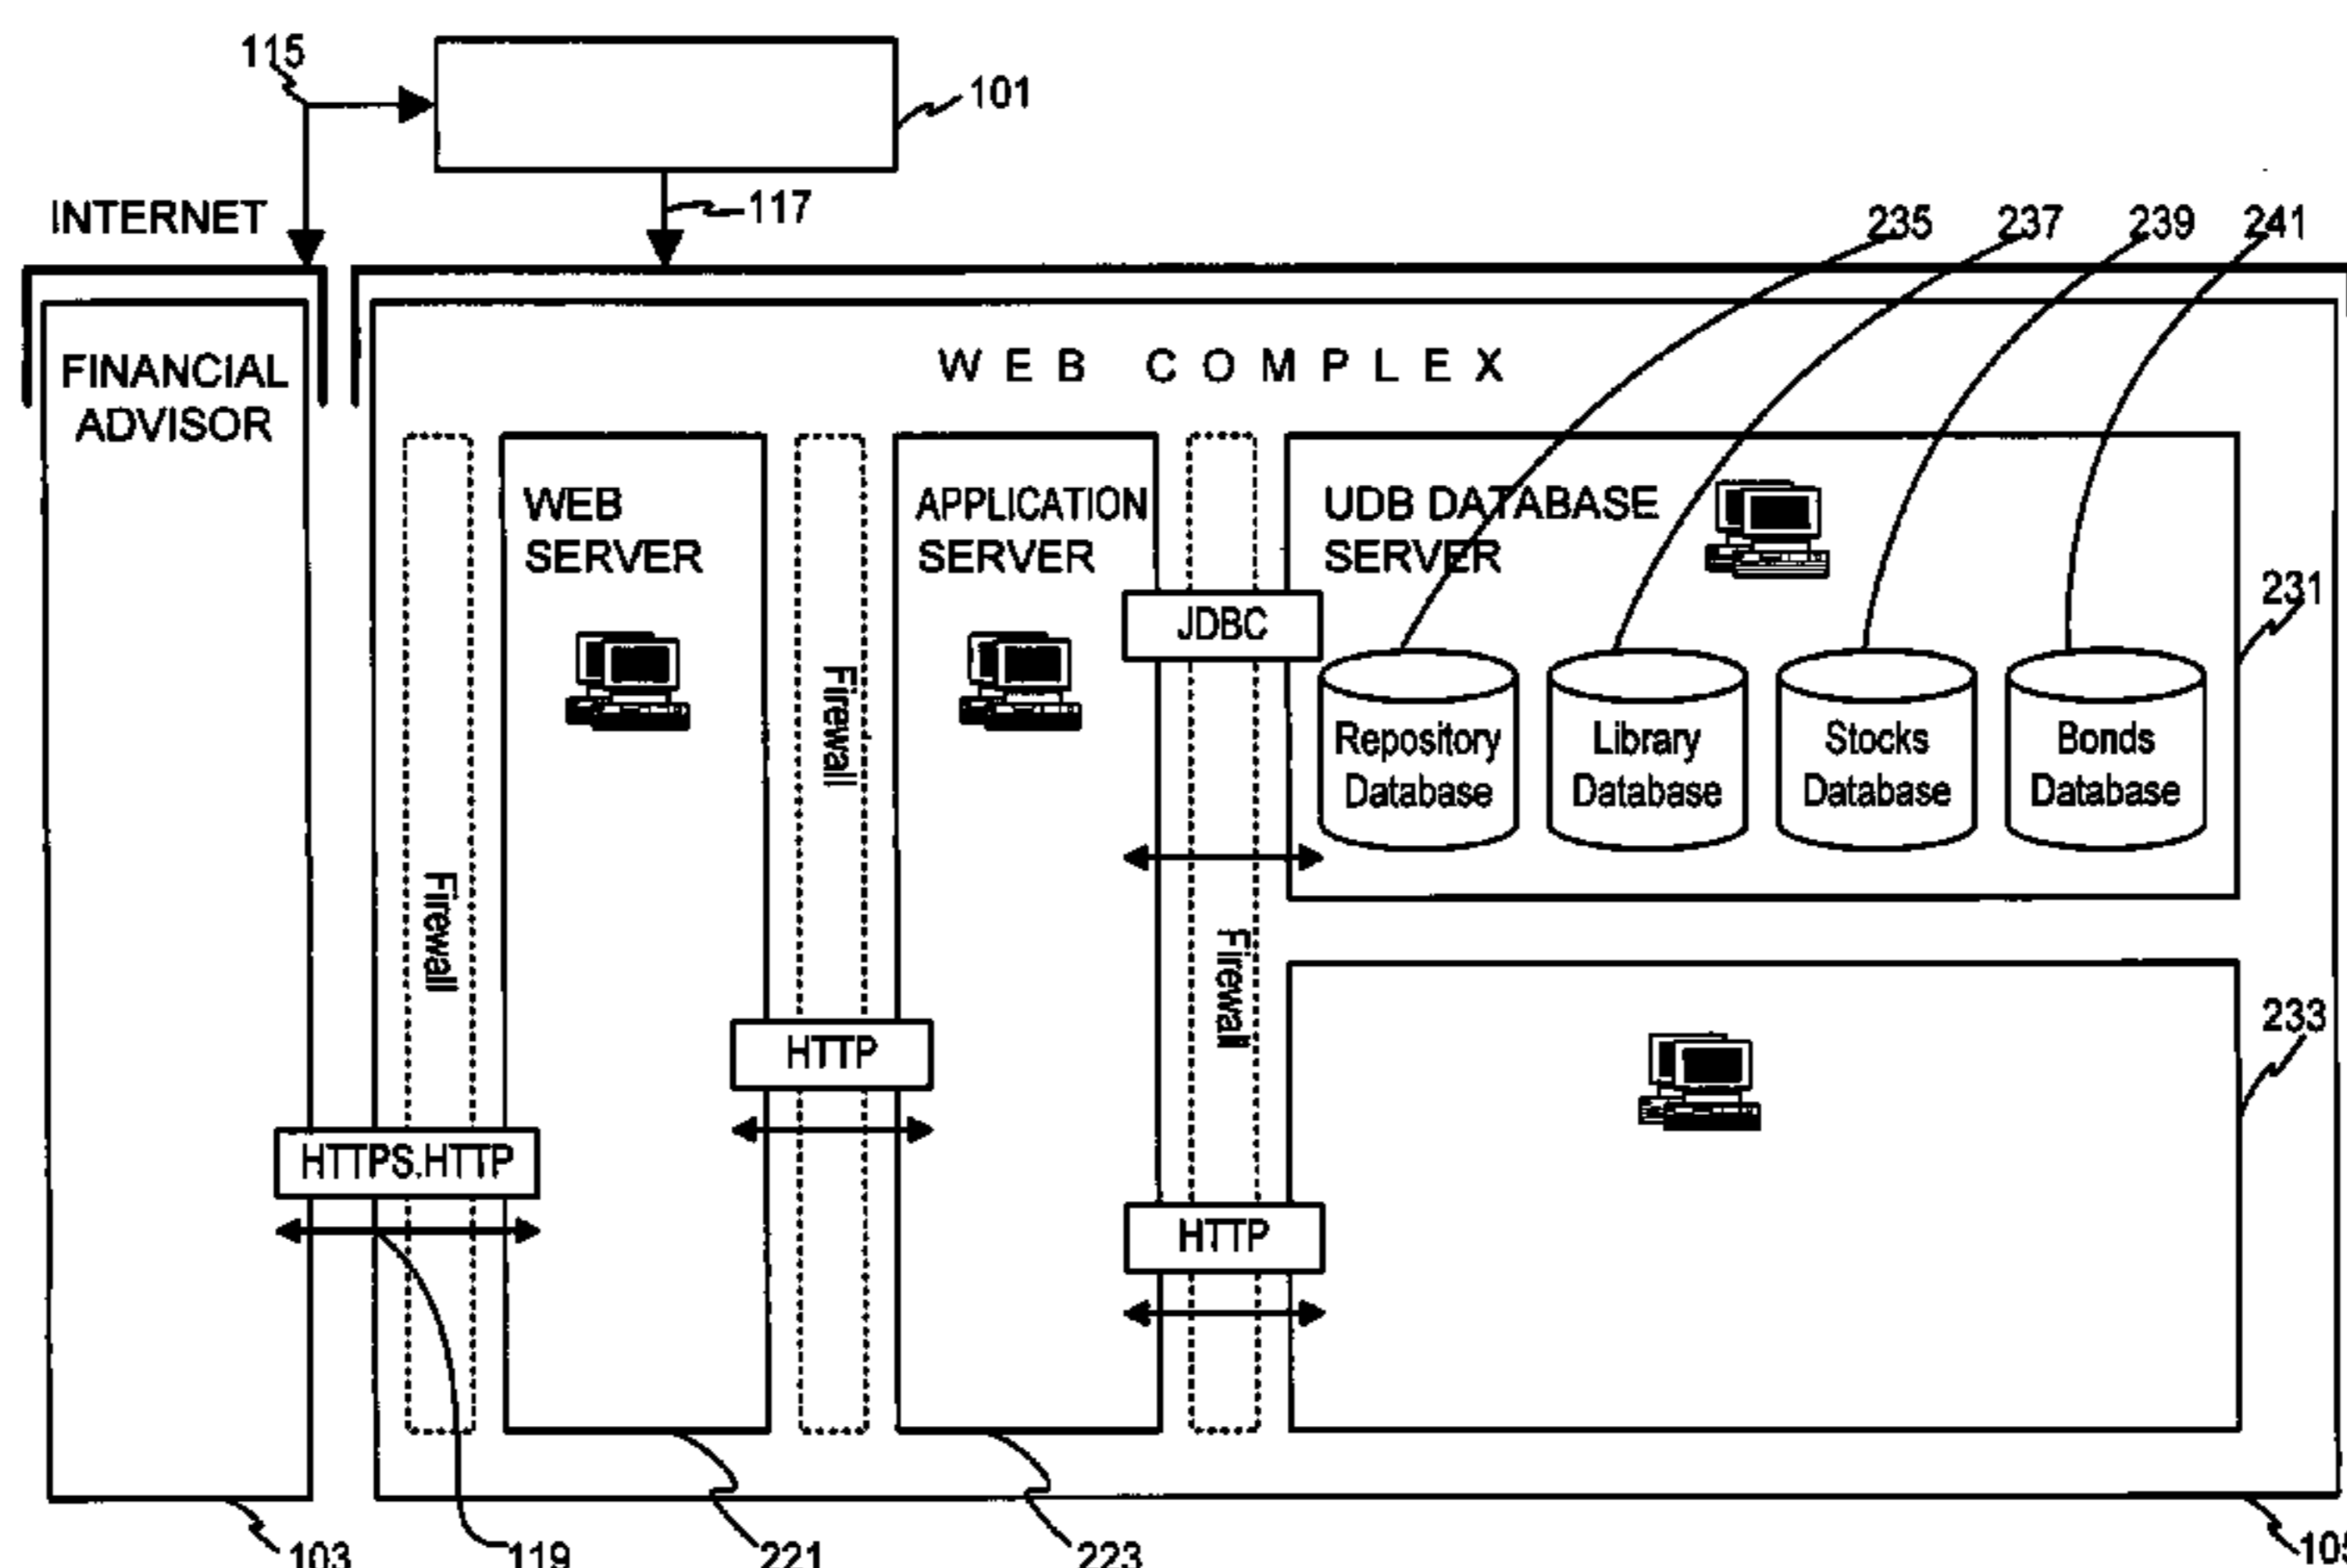 115
101
117
INTERNET
235 237 239 241
FINANCIAL
ADVISOR
WEB COMPLEX
WEB
SERVER
APPLICATION
SERVER
UDB DATABASE
SERVER
231
JDBC
Firewall
Firewall
Firewall
Repository
Database
Library
Database
Stocks
Database
Bonds
Database
233
HTTP
HTTPS,HTTP
HTTP
103
119
221
223